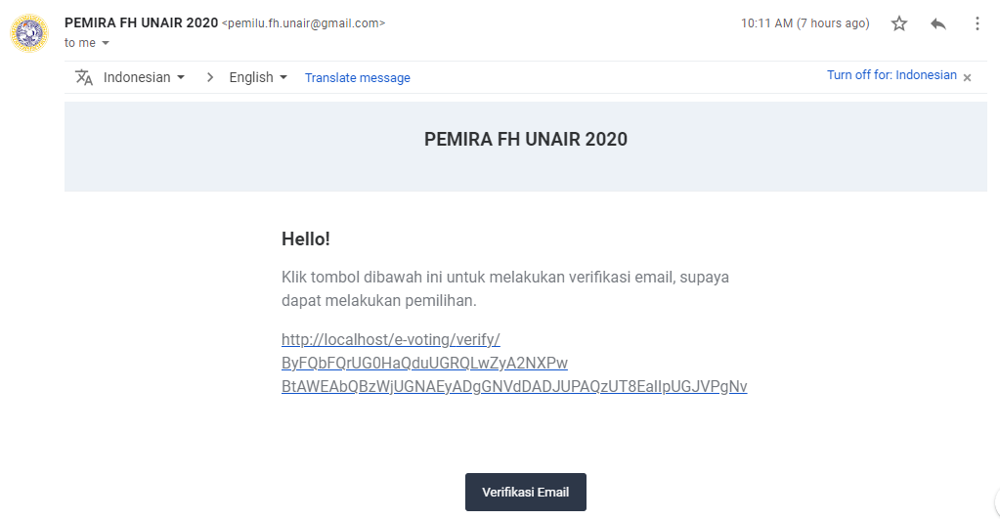 PEMIRA FH UNAIR 2020 <pemilu.fh.unair@gmail.com>
10:11 AM (7 hours ago)
to me
Indonesian > English Translate message
Turn off for: Indonesian ×
PEMIRA FH UNAIR 2020
Hello!
Klik tombol dibawah ini untuk melakukan verifikasi email, supaya
dapat melakukan pemilihan.
http://localhost/e-voting/verify/
ByFQbFQrUG0HaQduUGRQLwZyA2NXPw
BtAWEAbQBzWjUGNAEyADgGNVdDADJUPAQzUT8EaIIpUGJVPgNv
Verifikasi Email